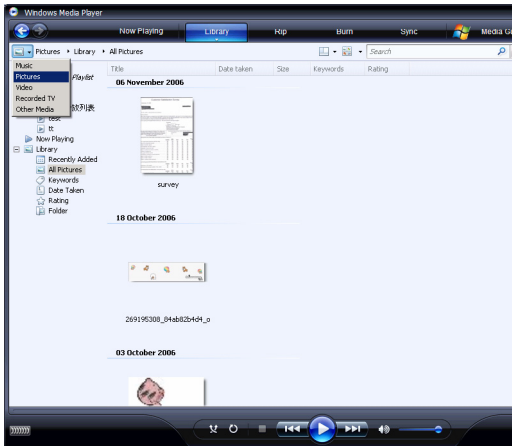 Windows Media Player
Now Playing Library Rip Burn Sync Media G
Pictures Library All Pictures Search
Music
Pictures
Video
Recorded TV
Other Media
Playlist
列表
test
tt
Now Playing
Library
Recently Added
All Pictures
Keywords
Date Taken
Rating
Folder
Title Date taken Size Keywords Rating
06 November 2006
survey
18 October 2006
269195308_84ab82b4d4_o
03 October 2006